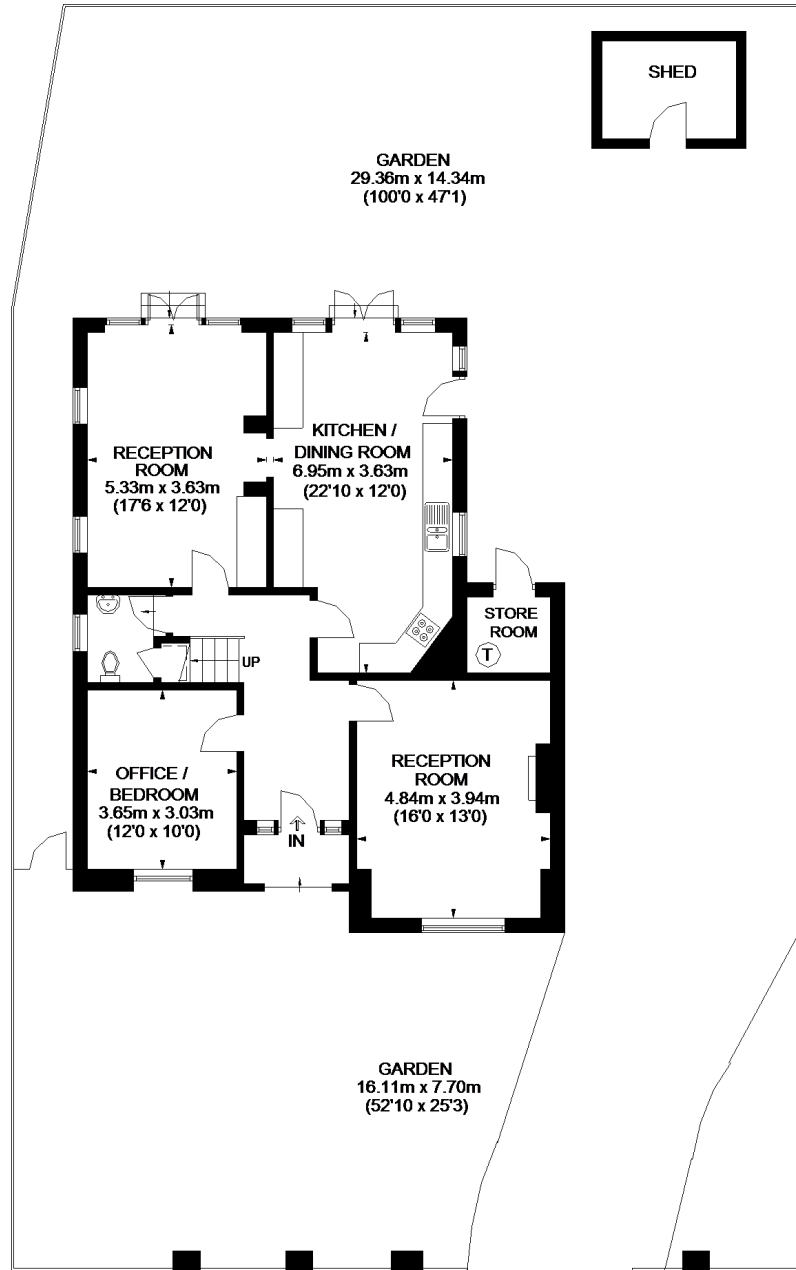 SHED
GARDEN
29.36m x 14.34m
(100'0 x 47'1)
KITCHEN /
DINING ROOM
6.95m x 3.63m
(22'10 x 12'0)
RECEPTION
ROOM
5.33m x 3.63m
(17'6 x 12'0)
STORE
ROOM
T
UP
OFFICE /
BEDROOM
3.65m x 3.03m
(12'0 x 10'0)
RECEPTION
ROOM
4.84m x 3.94m
(16'0 x 13'0)
IN
GARDEN
16.11m x 7.70m
(52'10 x 25'3)